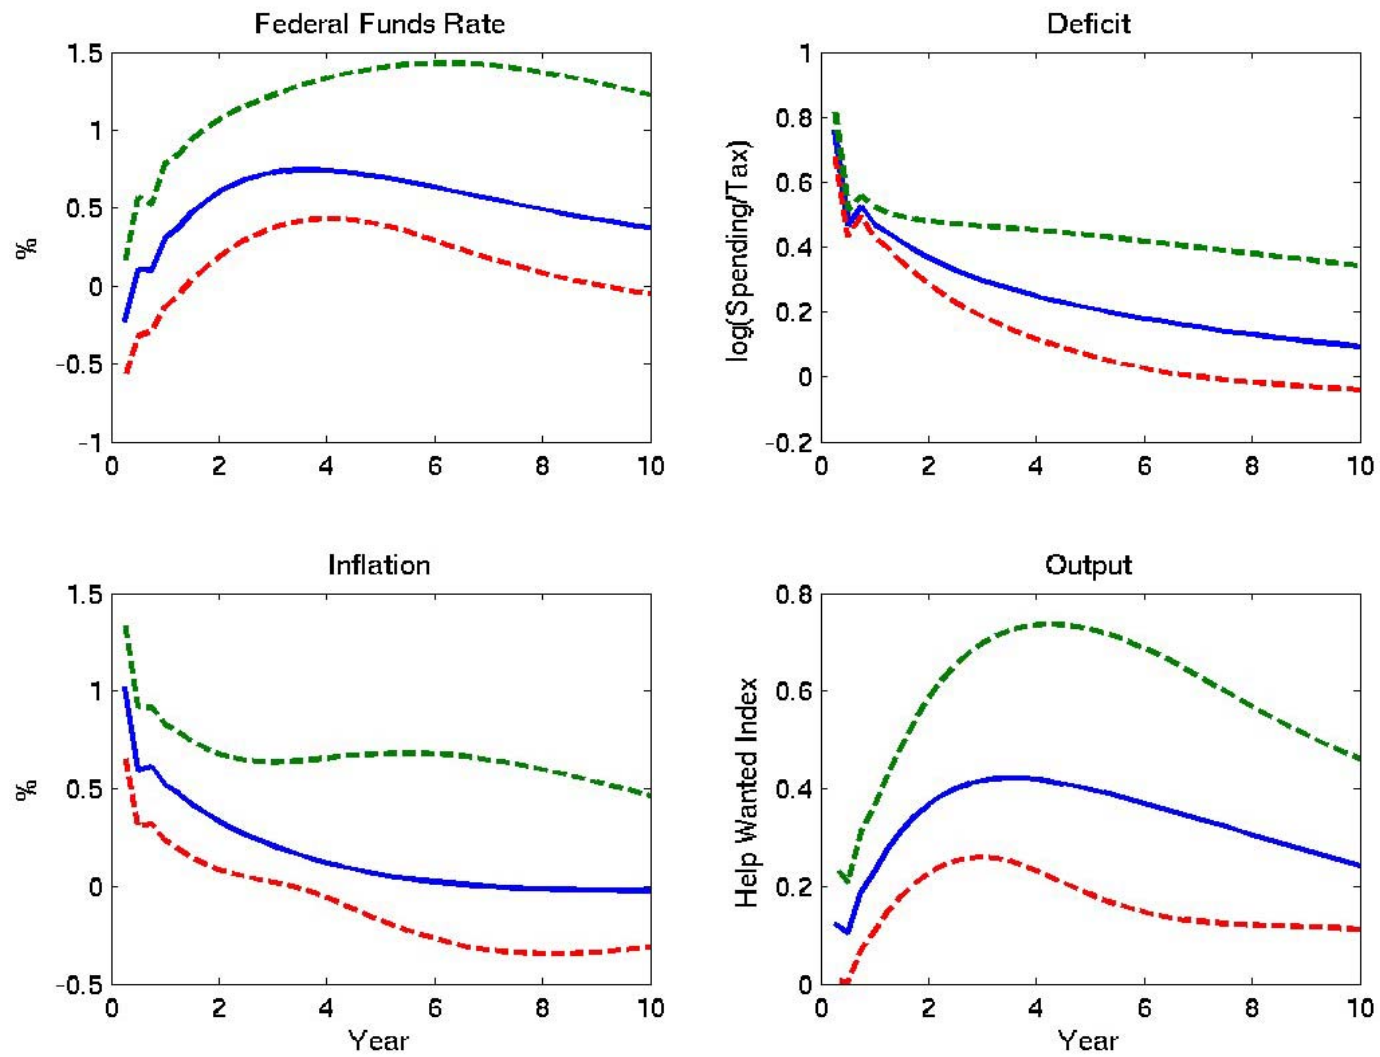 Federal Funds Rate
1.5
1
0.5
0
-0.5
-1
%
0 2 4 6 8 10
Deficit
1
0.8
0.6
0.4
0.2
0
-0.2
log(Spending/Tax)
0 2 4 6 8 10
Inflation
1.5
1
0.5
0
-0.5
%
0 2 4 6 8 10
Year
Output
0.8
0.6
0.4
0.2
0
Help Wanted Index
0 2 4 6 8 10
Year